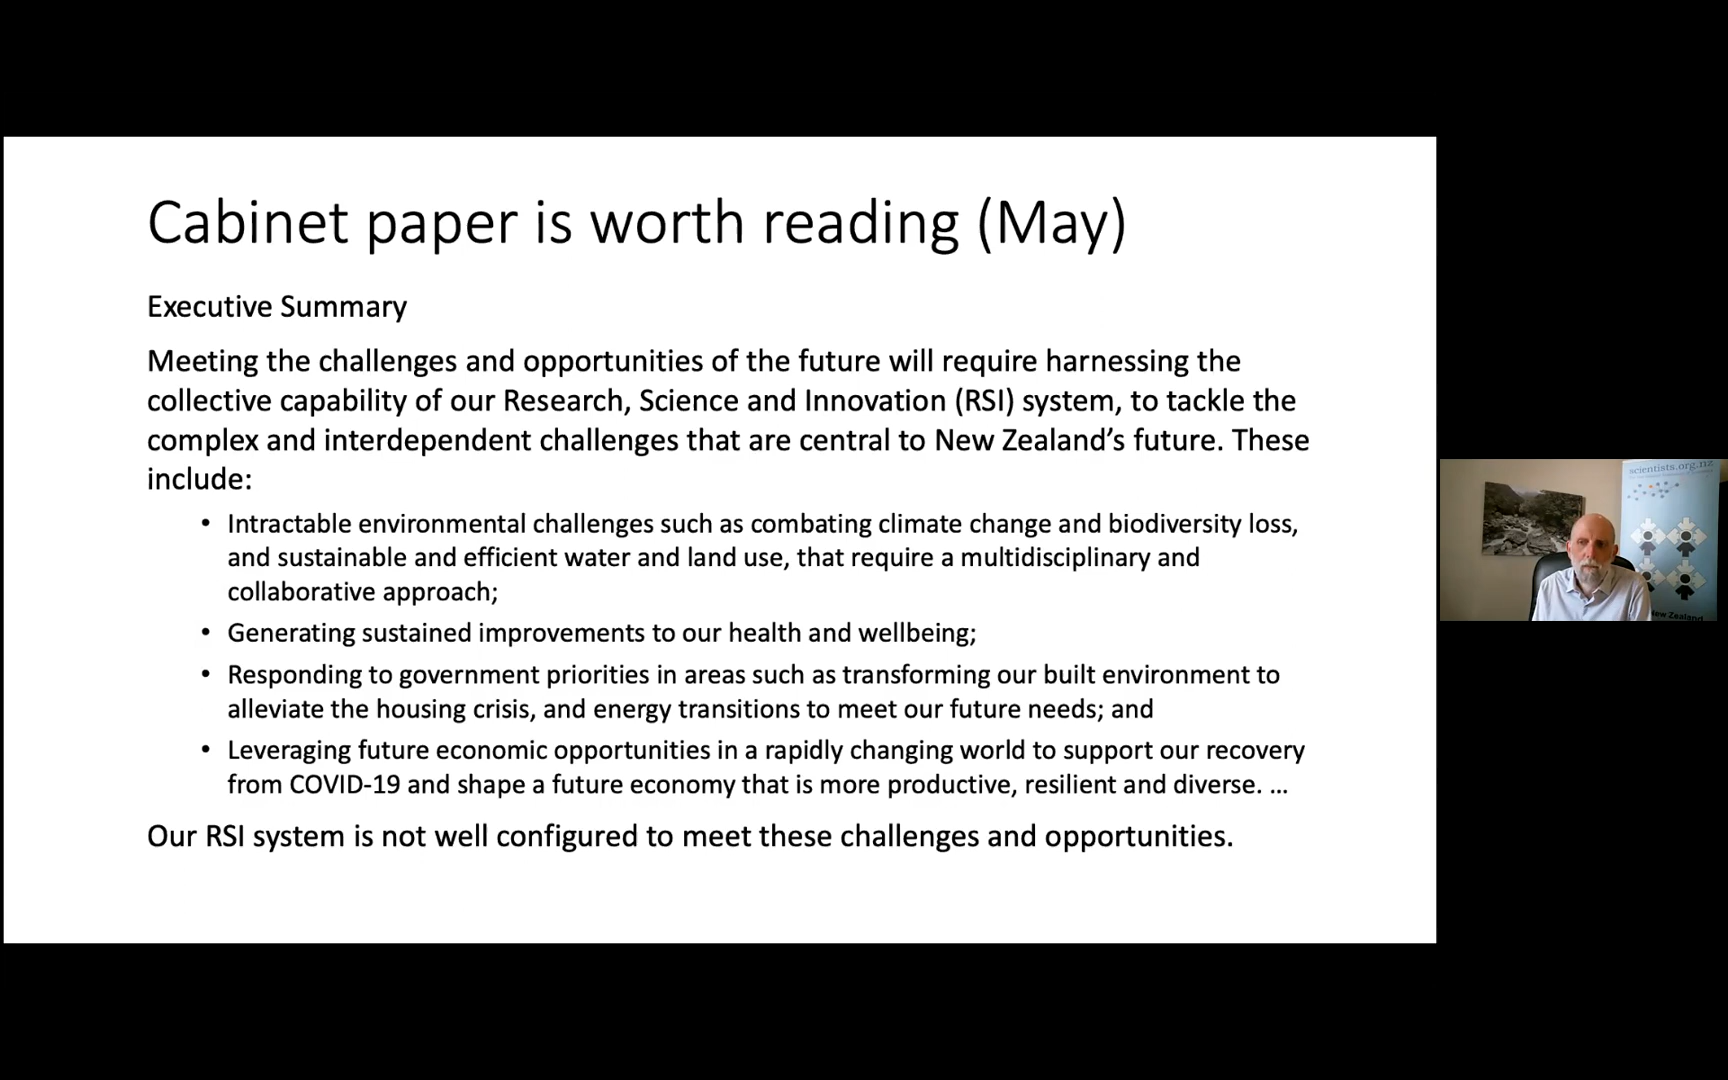 Cabinet paper is worth reading (May)
Executive Summary
Meeting the challenges and opportunities of the future will require harnessing the
collective capability of our Research, Science and Innovation (RSI) system, to tackle the
complex and interdependent challenges that are central to New Zealand’s future. These
include:
• Intractable environmental challenges such as combating climate change and biodiversity loss,
and sustainable and efficient water and land use, that require a multidisciplinary and
collaborative approach;
• Generating sustained improvements to our health and wellbeing;
• Responding to government priorities in areas such as transforming our built environment to
alleviate the housing crisis, and energy transitions to meet our future needs; and
• Leveraging future economic opportunities in a rapidly changing world to support our recovery
from COVID-19 and shape a future economy that is more productive, resilient and diverse. ...
Our RSI system is not well configured to meet these challenges and opportunities.
scientists.org.nz
New Zealand